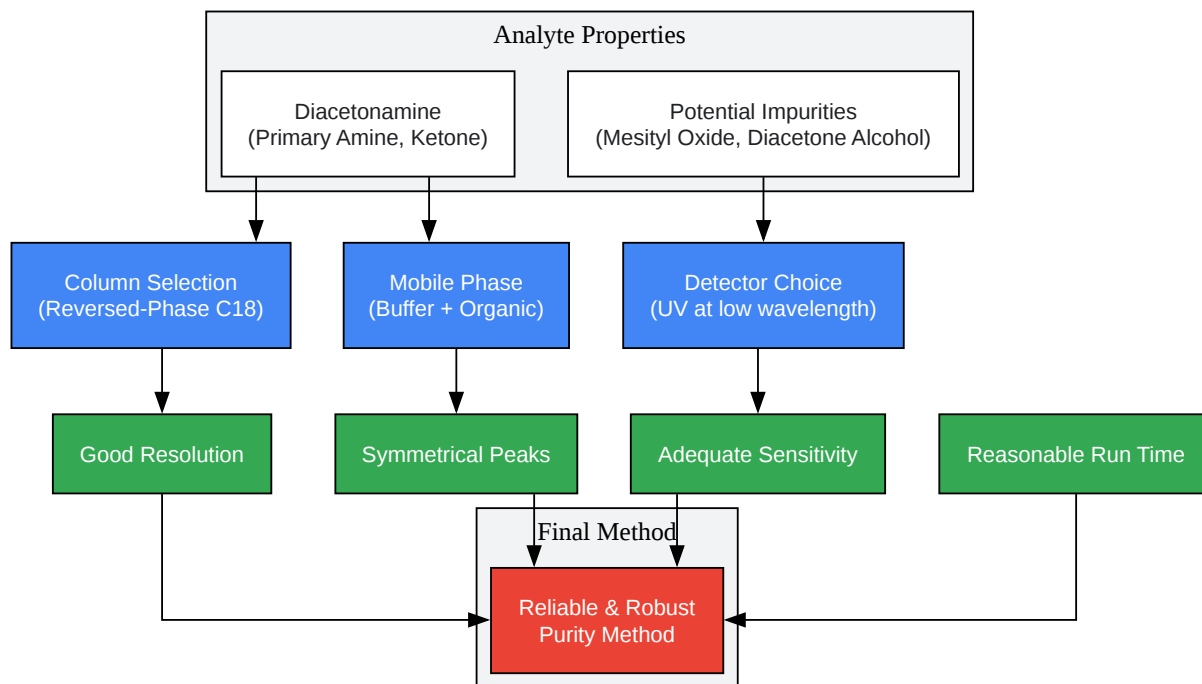 Analyte Properties
Diacetonamine
(Primary Amine, Ketone)
Potential Impurities
(Mesityl Oxide, Diacetone Alcohol)
Column Selection
(Reversed-Phase C18)
Mobile Phase
(Buffer + Organic)
Detector Choice
(UV at low wavelength)
Good Resolution
Symmetrical Peaks
Adequate Sensitivity
Reasonable Run Time
Final Method
Reliable & Robust
Purity Method